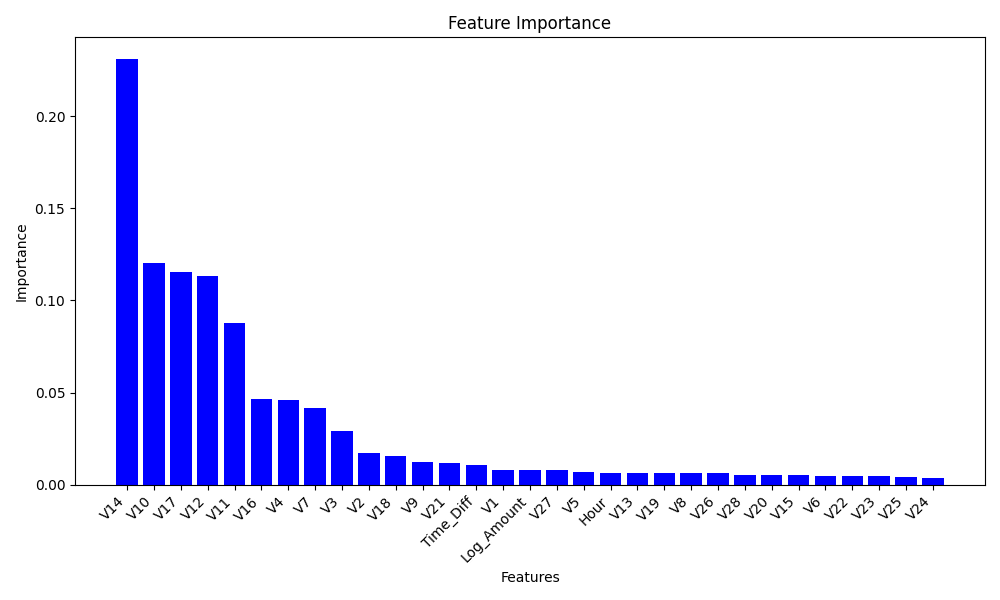 Feature Importance
Importance
0.20
0.15
0.10
0.05
0.00
V14
V10
V17
V12
V11
V16
V4
V7
V3
V2
V18
V9
V21
Time_Diff
V1
Log_Amount
V27
V5
Hour
V13
V19
V8
V26
V28
V20
V15
V6
V22
V23
V25
V24
Features